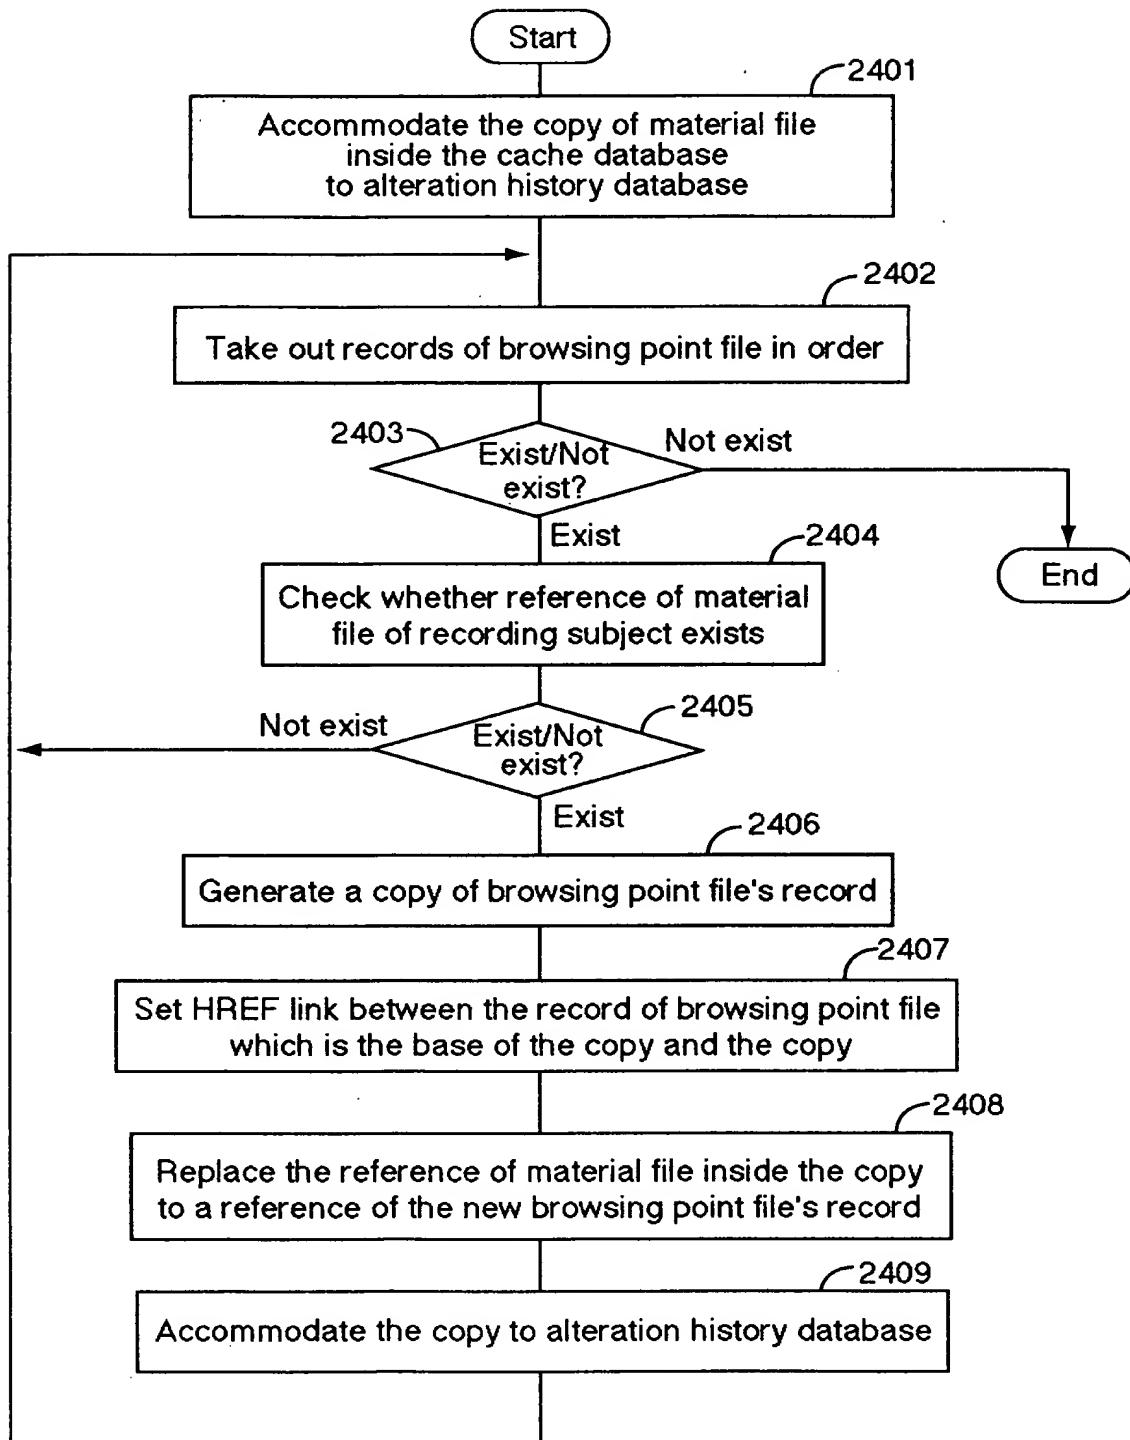 Start
2401
Accommodate the copy of material file
inside the cache database
to alteration history database
2402
Take out records of browsing point file in order
2403
Exist/Not
exist?
Not exist
Exist
2404
End
Check whether reference of material
file of recording subject exists
2405
Not exist
Exist/Not
exist?
Exist
2406
Generate a copy of browsing point file's record
2407
Set HREF link between the record of browsing point file
which is the base of the copy and the copy
2408
Replace the reference of material file inside the copy
to a reference of the new browsing point file's record
2409
Accommodate the copy to alteration history database